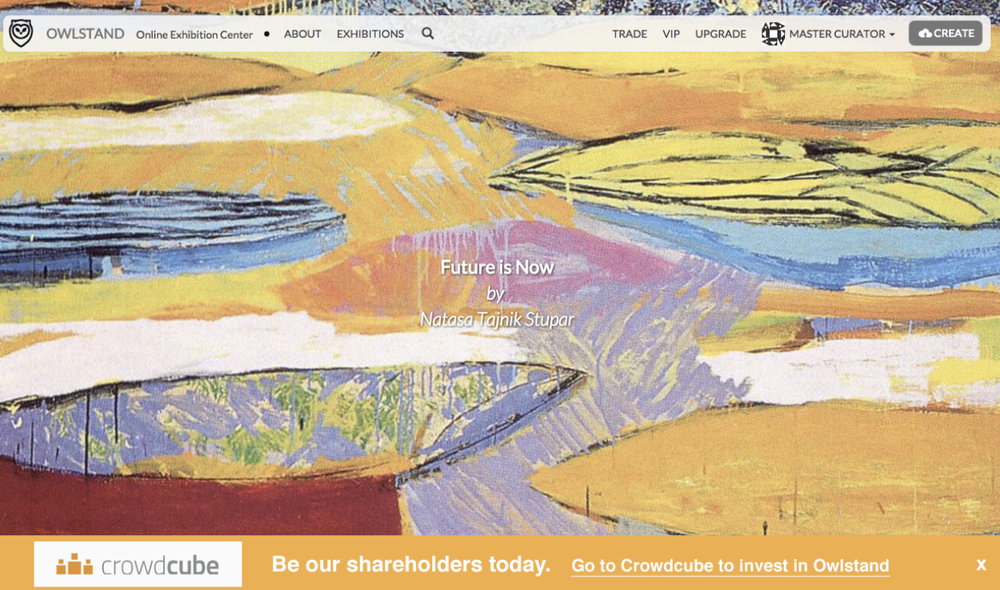 OWLSTAND Online Exhibition Center • ABOUT EXHIBITIONS TRADE VIP UPGRADE MASTER CURATOR CREATE
Future is Now
by
Natasa Tajnik Stupar
crowdcube Be our shareholders today. Go to Crowdcube to invest in Owlstand x